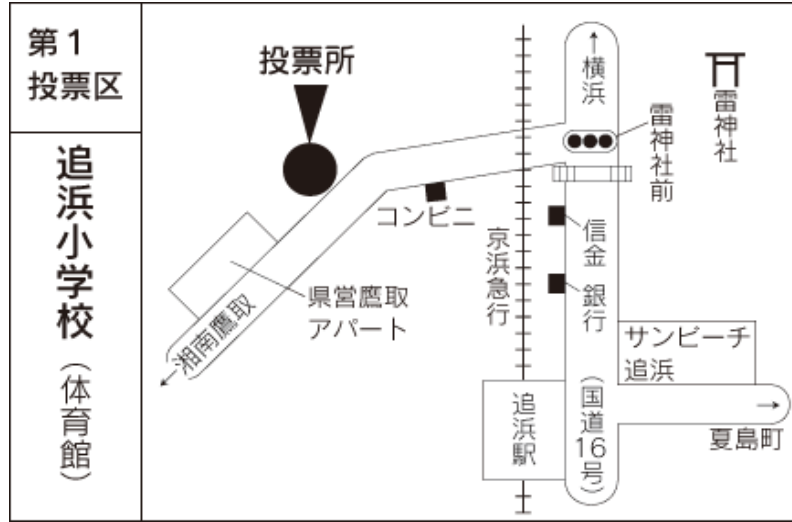 第1
投票区
追浜小学校(体育館)
投票所
↑横浜
雷神社
雷神社前
コンビニ
京浜急行
信金
銀行
県営鷹取
アパート
湘南鷹取
サンビーチ
追浜
追浜駅
(国道16号)
→
夏島町